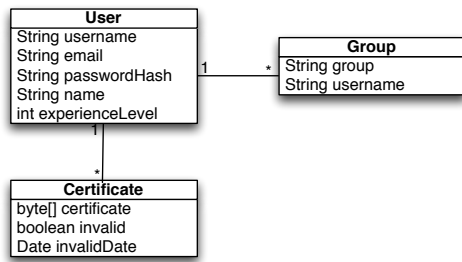 User
String username
String email
String passwordHash
String name
int experienceLevel
1
*
Group
String group
String username
1
*
Certificate
byte[] certificate
boolean invalid
Date invalidDate